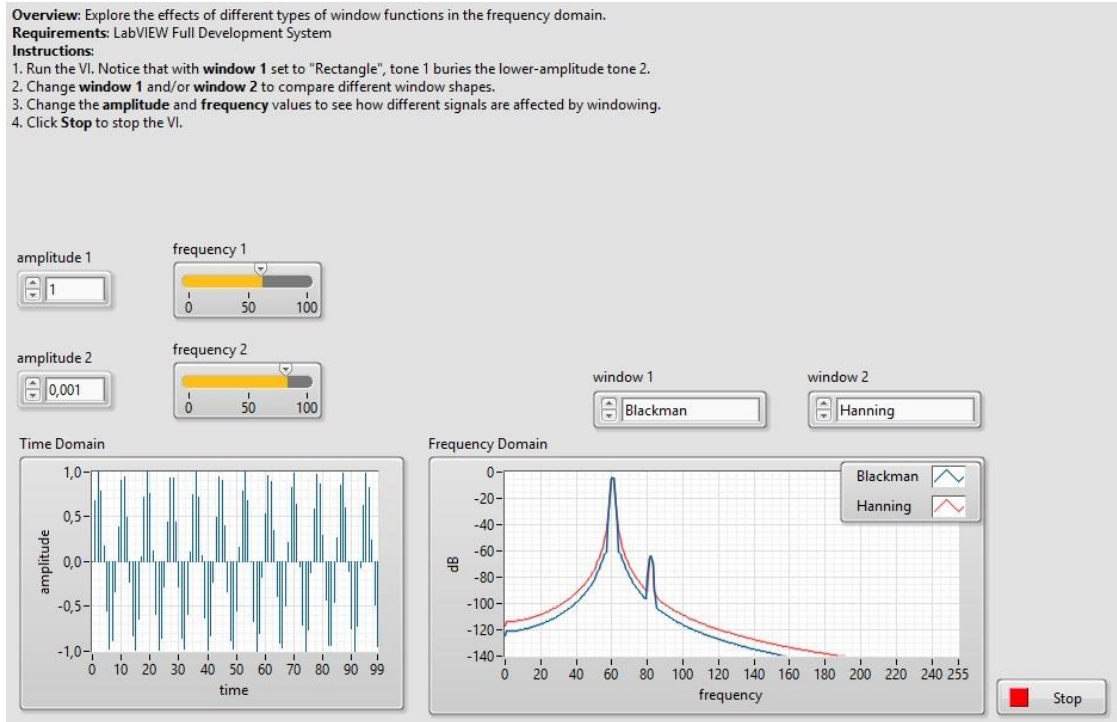 Overview: Explore the effects of different types of window functions in the frequency domain.
Requirements: LabVIEW Full Development System
Instructions:
1. Run the VI. Notice that with window 1 set to "Rectangle", tone 1 buries the lower-amplitude tone 2.
2. Change window 1 and/or window 2 to compare different window shapes.
3. Change the amplitude and frequency values to see how different signals are affected by windowing.
4. Click Stop to stop the VI.
amplitude 1
1
frequency 1
0 50 100
amplitude 2
0,001
frequency 2
0 50 100
window 1
Blackman
window 2
Hanning
Time Domain
1,0
0,5
0,0
-0,5
-1,0
amplitude
0 10 20 30 40 50 60 70 80 90 99
time
Frequency Domain
Blackman
Hanning
0
-20
-40
-60
-80
-100
-120
-140
dB
0 20 40 60 80 100 120 140 160 180 200 220 240 255
frequency
Stop